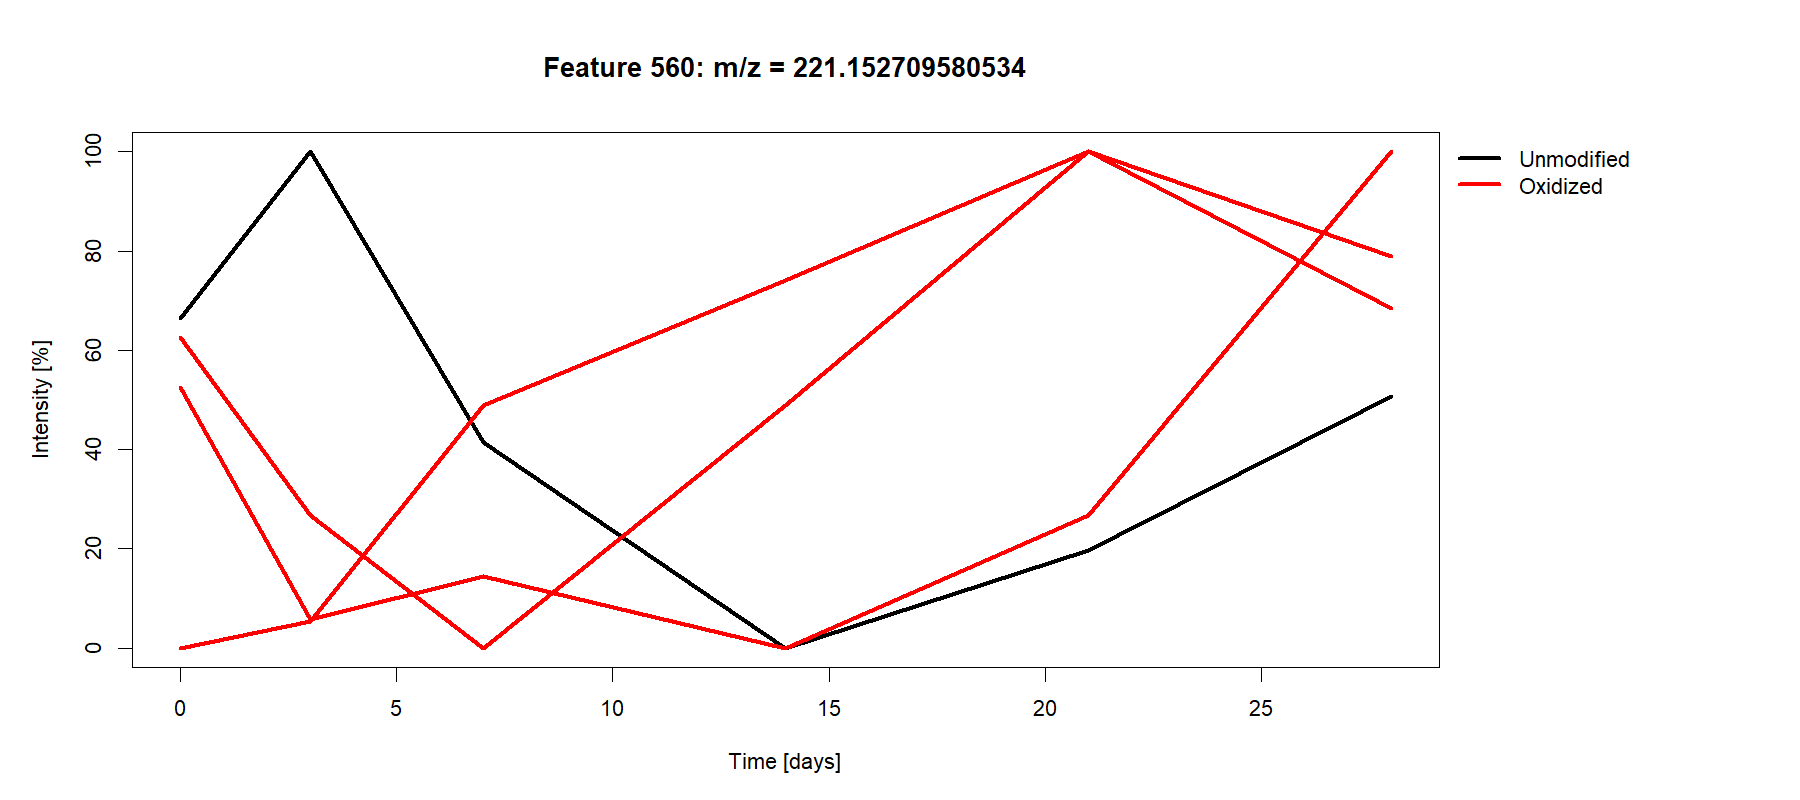 Feature 560: m/z = 221.152709580534
Unmodified
Oxidized
Intensity [%]
100
80
60
40
20
0
0 5 10 15 20 25
Time [days]